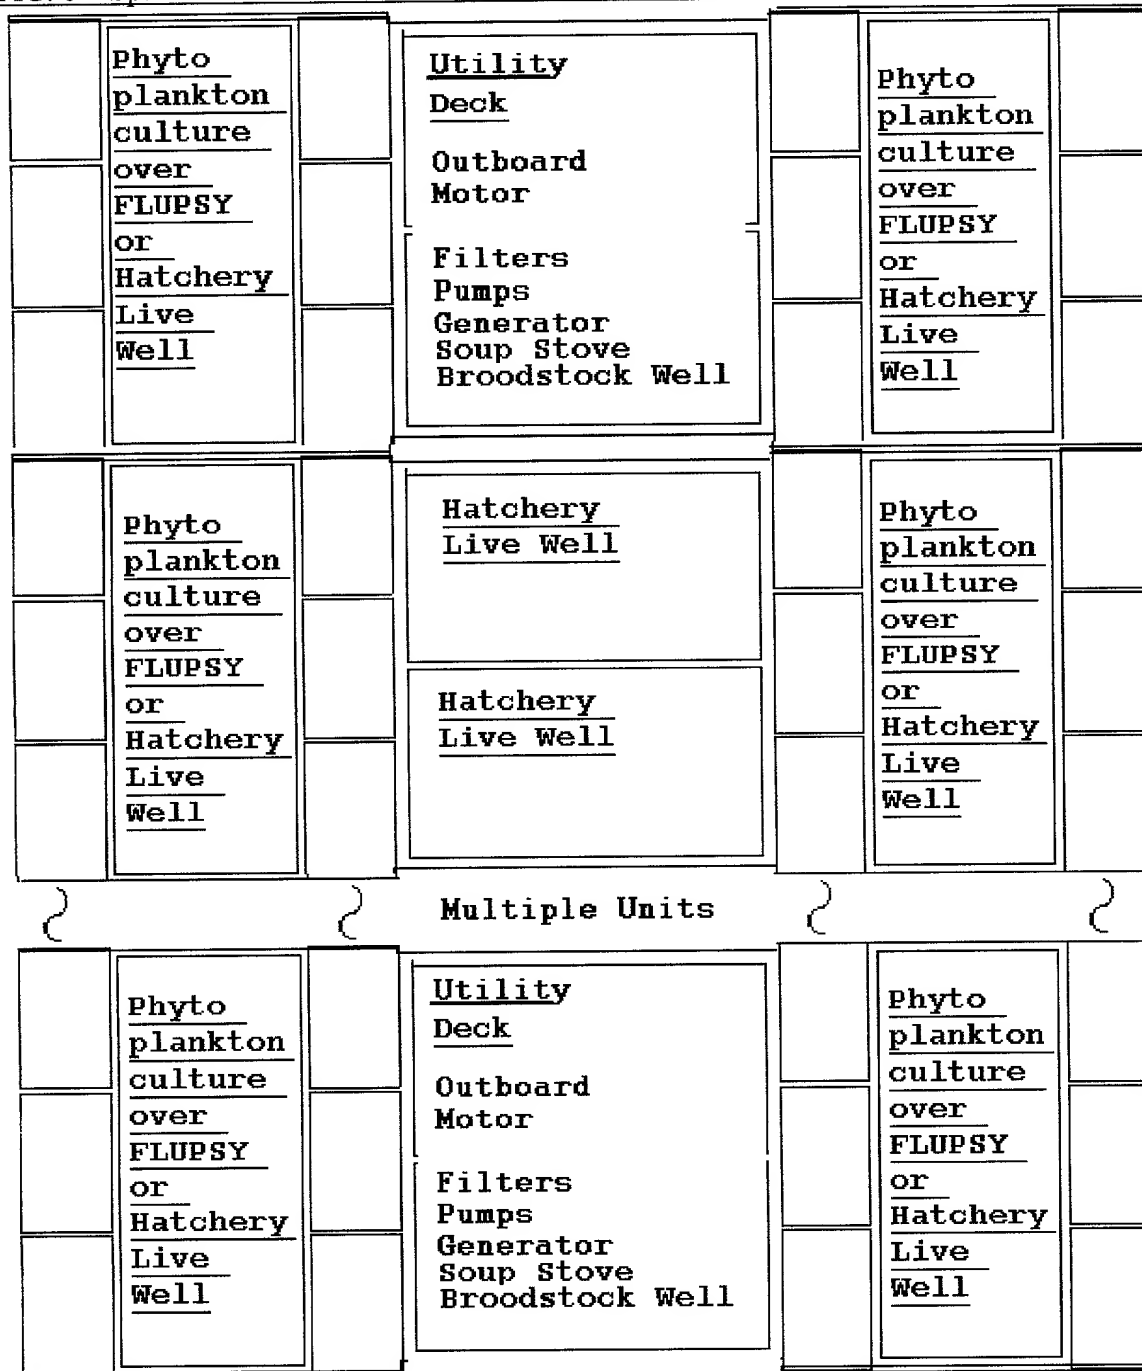 Phyto
plankton
culture
over
FLUPSY
or
Hatchery
Live
Well
Utility
Deck
Outboard
Motor
Filters
Pumps
Generator
Soup Stove
Broodstock Well
Phyto
plankton
culture
over
FLUPSY
or
Hatchery
Live
Well
Phyto
plankton
culture
over
FLUPSY
or
Hatchery
Live
Well
Hatchery
Live Well
Hatchery
Live Well
Phyto
plankton
culture
over
FLUPSY
or
Hatchery
Live
Well
Multiple Units
Phyto
plankton
culture
over
FLUPSY
or
Hatchery
Live
Well
Utility
Deck
Outboard
Motor
Filters
Pumps
Generator
Soup Stove
Broodstock Well
Phyto
plankton
culture
over
FLUPSY
or
Hatchery
Live
Well